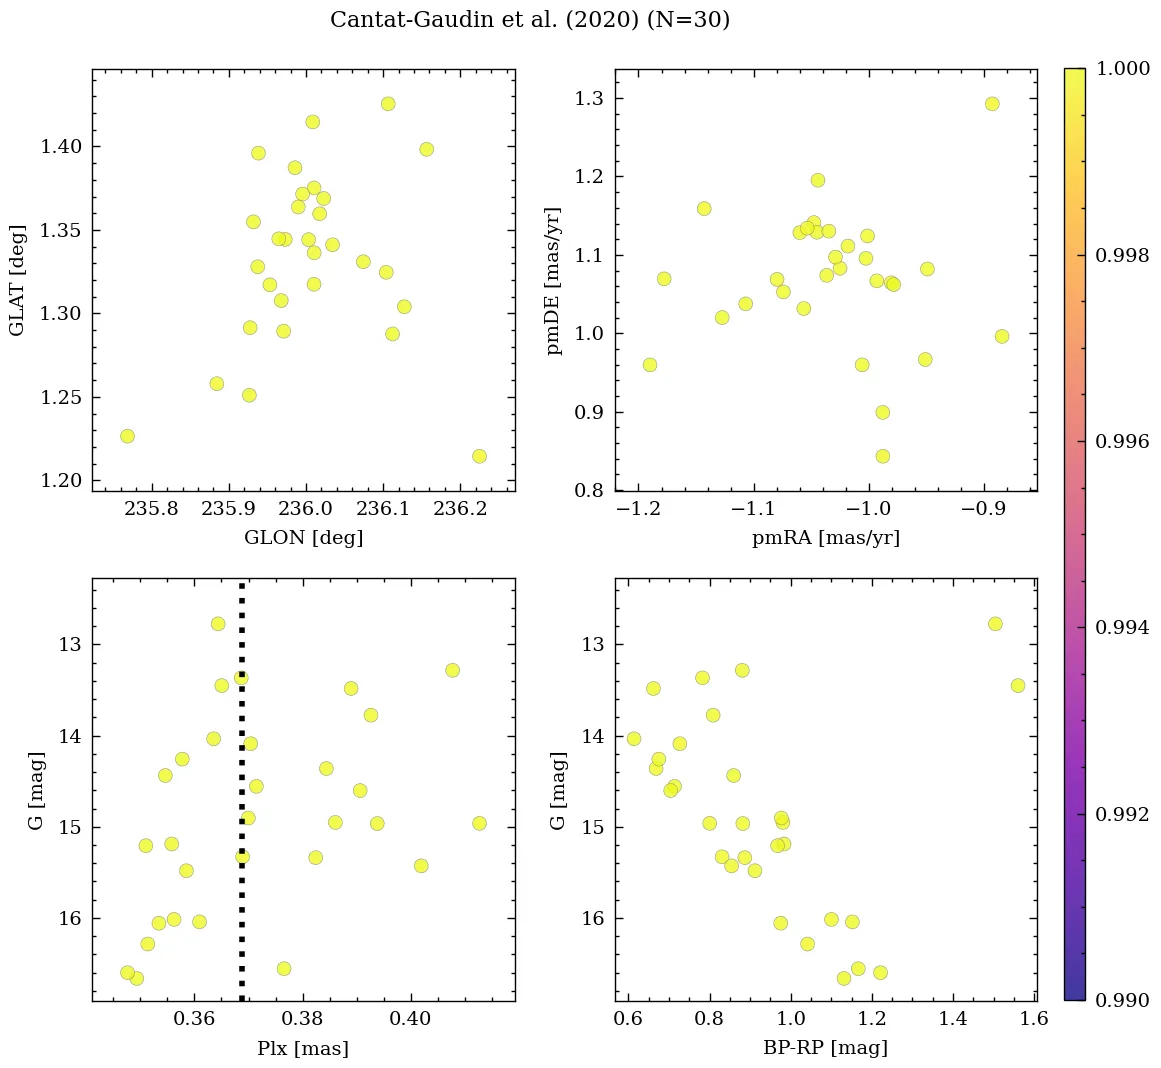 Cantat-Gaudin et al. (2020) (N=30)
1.40
1.35
1.30
1.25
1.20
GLAT [deg]
235.8 235.9 236.0 236.1 236.2
GLON [deg]
1.3
1.2
1.1
1.0
0.9
0.8
pmDE [mas/yr]
−1.2 −1.1 −1.0 −0.9
pmRA [mas/yr]
13
14
15
16
G [mag]
0.36 0.38 0.40
Plx [mas]
13
14
15
16
G [mag]
0.6 0.8 1.0 1.2 1.4 1.6
BP-RP [mag]
1.000
0.998
0.996
0.994
0.992
0.990